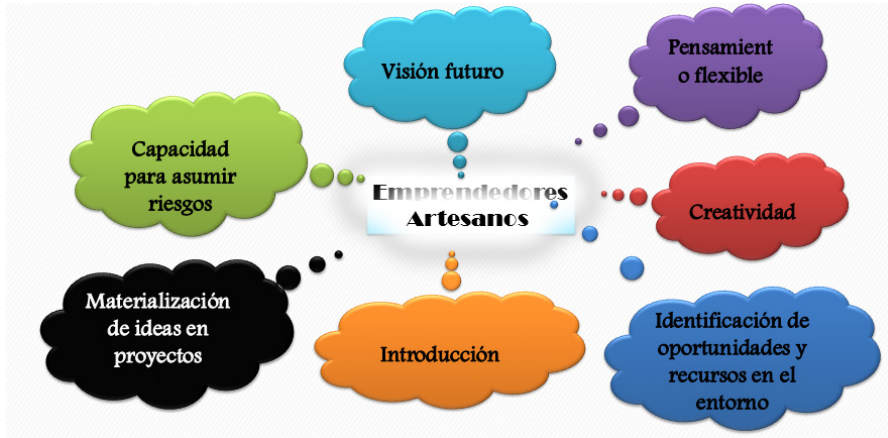 Visión futuro
Pensamient
o flexible
Capacidad
para asumir
riesgos
Emprendedores
Artesanos
Creatividad
Materialización
de ideas en
proyectos
Introducción
Identificación de
oportunidades y
recursos en el
entorno